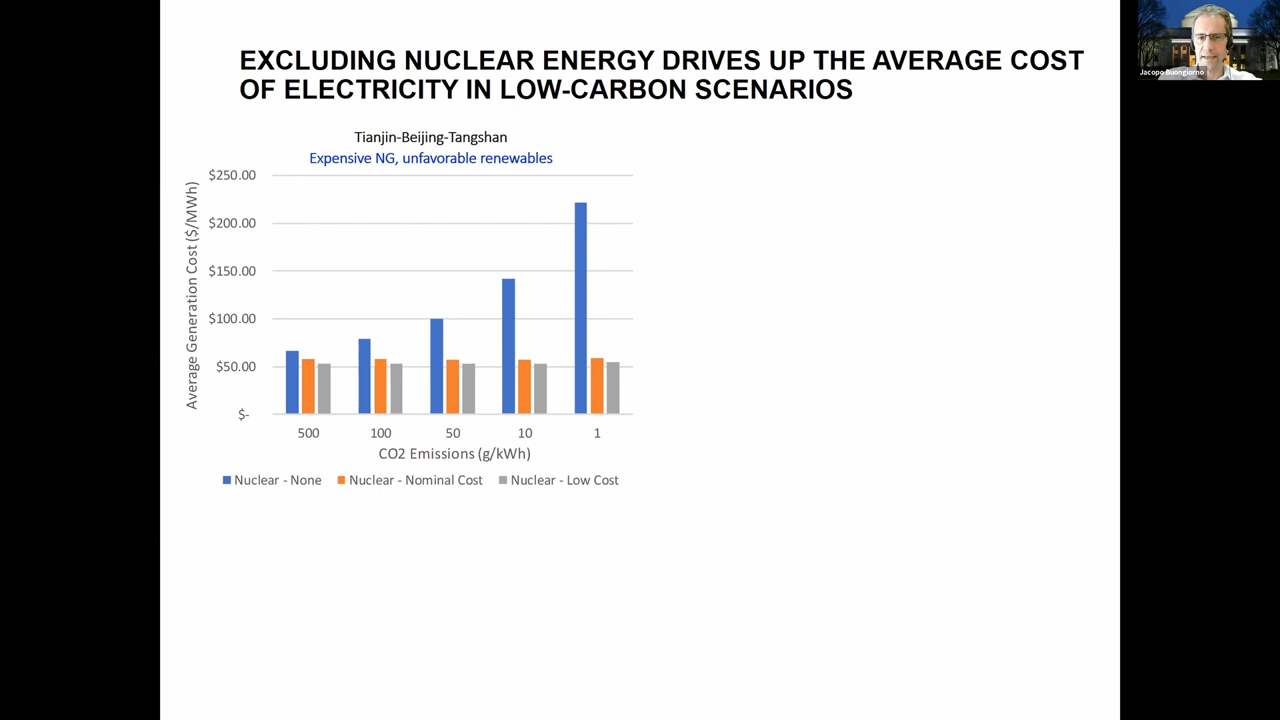 EXCLUDING NUCLEAR ENERGY DRIVES UP THE AVERAGE COST
OF ELECTRICITY IN LOW-CARBON SCENARIOS
Jacopo Buongiorno
Tianjin-Beijing-Tangshan
Expensive NG, unfavorable renewables
Average Generation Cost ($/MWh)
$250.00
$200.00
$150.00
$100.00
$50.00
$-
500 100 50 10 1
CO2 Emissions (g/kWh)
Nuclear - None Nuclear - Nominal Cost Nuclear - Low Cost